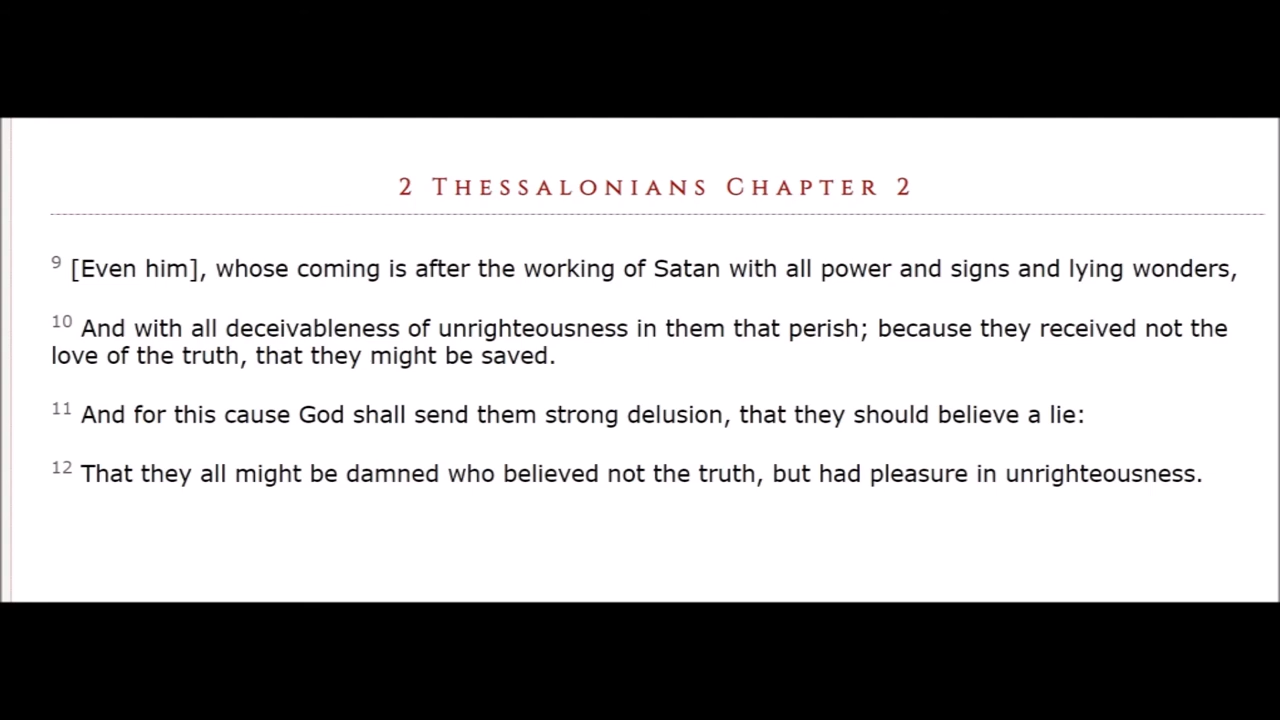 2 Thessalonians Chapter 2
9 [Even him], whose coming is after the working of Satan with all power and signs and lying wonders,
10 And with all deceivableness of unrighteousness in them that perish; because they received not the
love of the truth, that they might be saved.
11 And for this cause God shall send them strong delusion, that they should believe a lie:
12 That they all might be damned who believed not the truth, but had pleasure in unrighteousness.